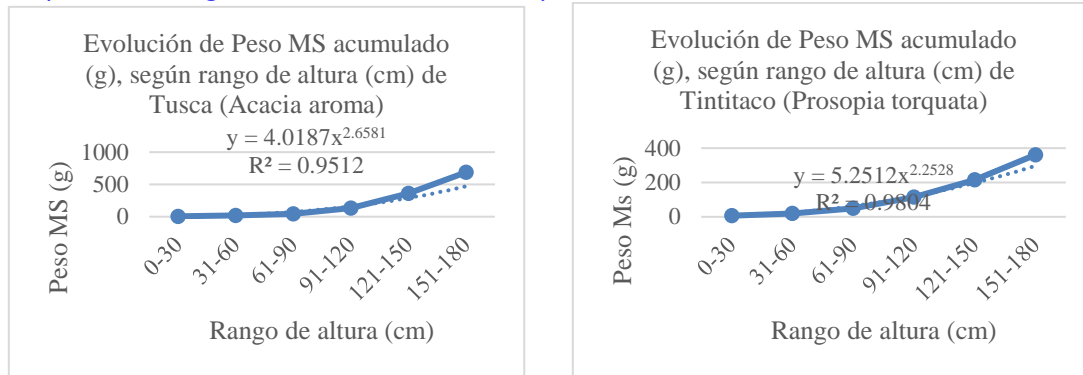 Evolución de Peso MS acumulado
(g), según rango de altura (cm) de
Tusca (Acacia aroma)
y = 4.0187x^2.6581
R² = 0.9512
Peso MS (g)
1000
500
0
0-30
31-60
61-90
91-120
121-150
151-180
Rango de altura (cm)
Evolución de Peso MS acumulado
(g), según rango de altura (cm) de
Tintitaco (Prosopia torquata)
y = 5.2512x^2.2528
R² = 0.9804
Peso Ms (g)
400
200
0
0-30
31-60
61-90
91-120
121-150
151-180
Rango de altura (cm)